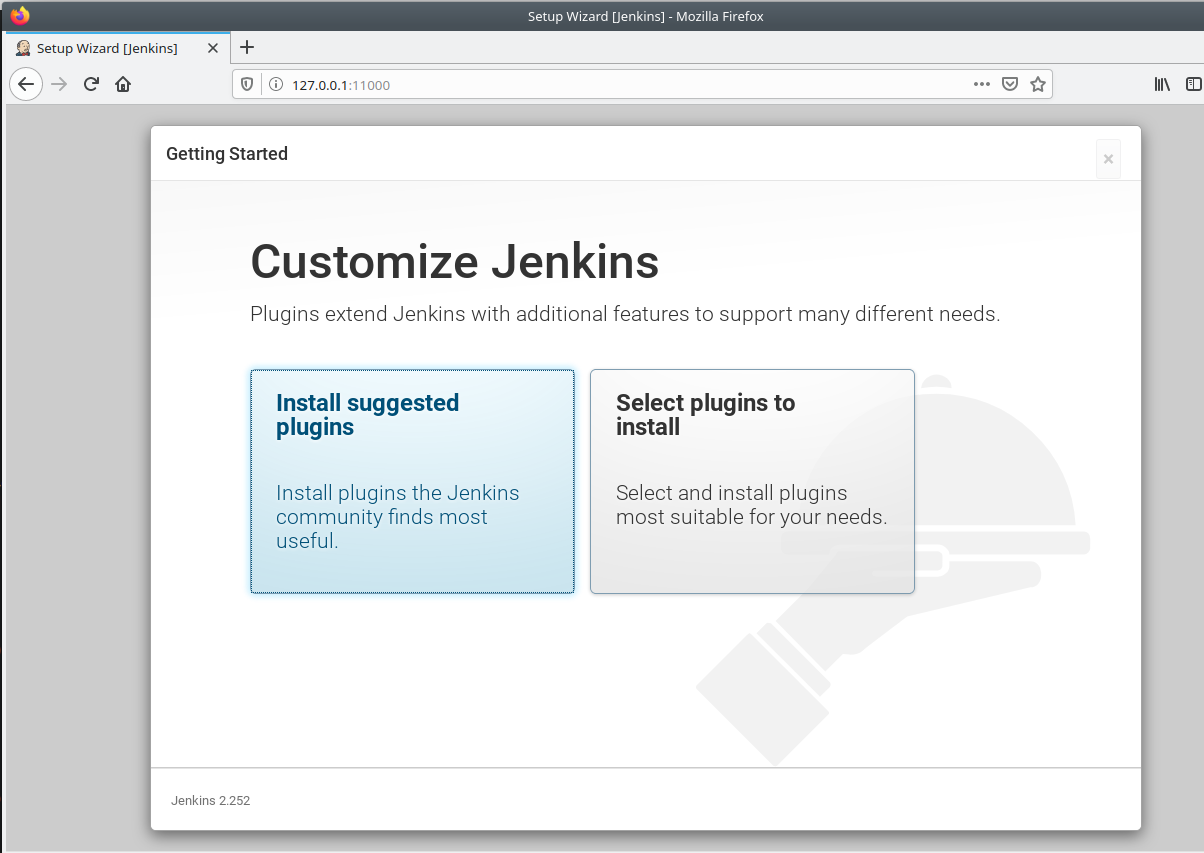 Setup Wizard [Jenkins] - Mozilla Firefox
Setup Wizard [Jenkins]
127.0.0.1:11000
Getting Started
×
Customize Jenkins
Plugins extend Jenkins with additional features to support many different needs.
Install suggested
plugins
Install plugins the Jenkins
community finds most
useful.
Select plugins to
install
Select and install plugins
most suitable for your needs.
Jenkins 2.252